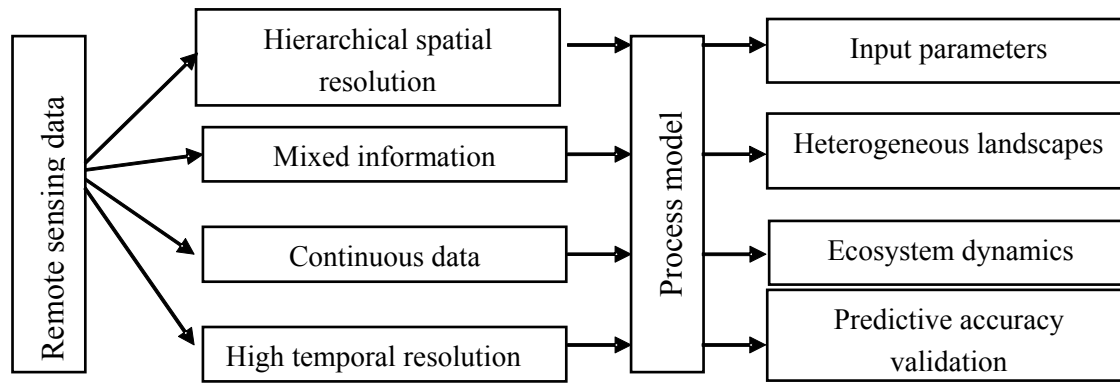 Remote sensing data
Hierarchical spatial
resolution
Mixed information
Continuous data
High temporal resolution
Process model
Input parameters
Heterogeneous landscapes
Ecosystem dynamics
Predictive accuracy
validation